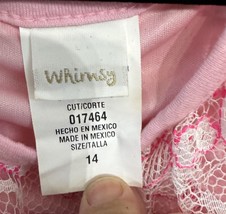 Whimsy
CUT/CORTE
017464
HECHO EN MEXICO
MADE IN MEXICO
SIZE/TALLA
14